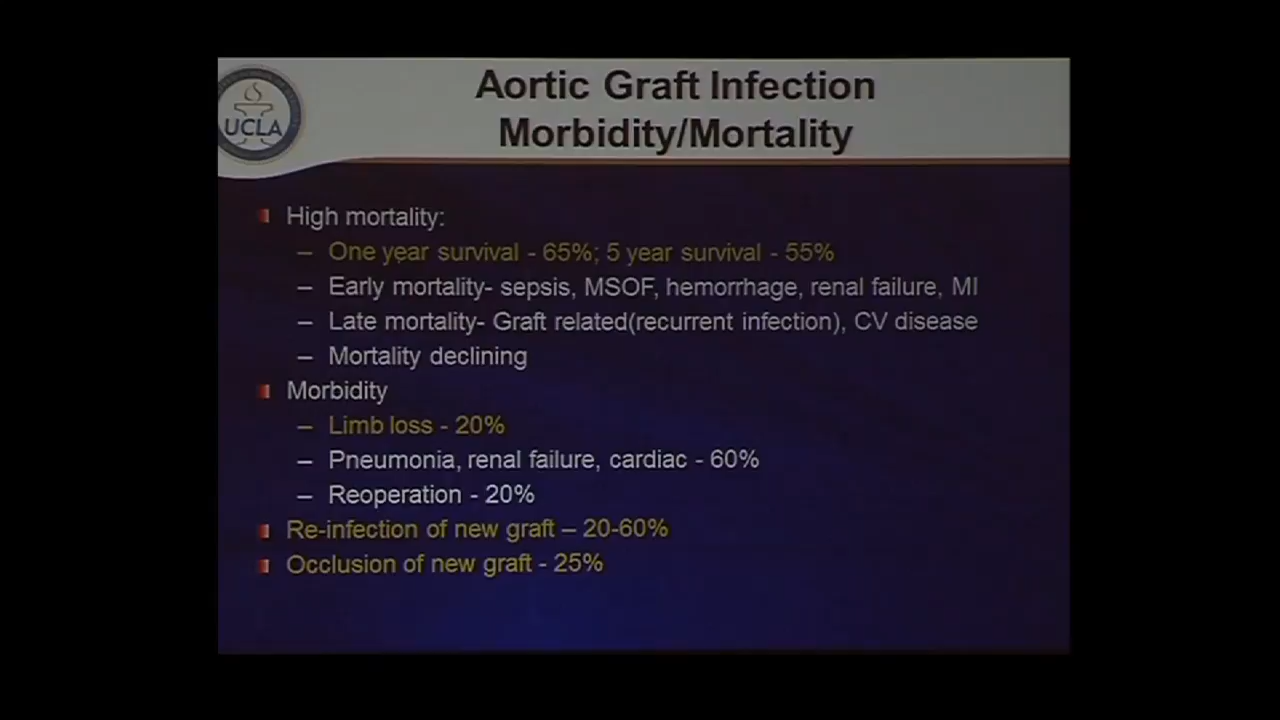 Aortic Graft Infection
Morbidity/Mortality
UCLA
High mortality:
– One year survival - 65%; 5 year survival - 55%
– Early mortality- sepsis, MSOF, hemorrhage, renal failure, MI
– Late mortality- Graft related(recurrent infection), CV disease
– Mortality declining
Morbidity
– Limb loss - 20%
– Pneumonia, renal failure, cardiac - 60%
– Reoperation - 20%
Re-infection of new graft – 20-60%
Occlusion of new graft - 25%